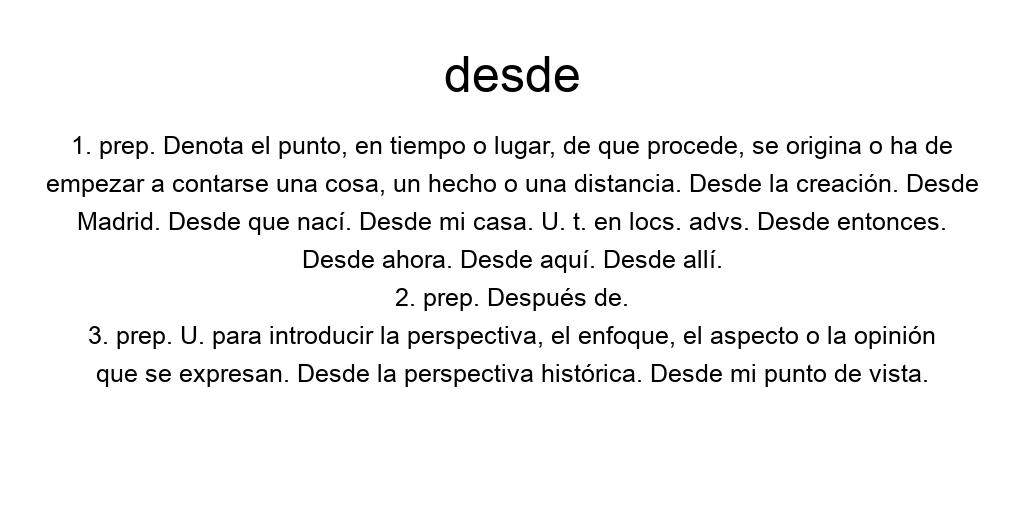 desde
1. prep. Denota el punto, en tiempo o lugar, de que procede, se origina o ha de
empezar a contarse una cosa, un hecho o una distancia. Desde la creación. Desde
Madrid. Desde que nací. Desde mi casa. U. t. en locs. advs. Desde entonces.
Desde ahora. Desde aquí. Desde allí.
2. prep. Después de.
3. prep. U. para introducir la perspectiva, el enfoque, el aspecto o la opinión
que se expresan. Desde la perspectiva histórica. Desde mi punto de vista.